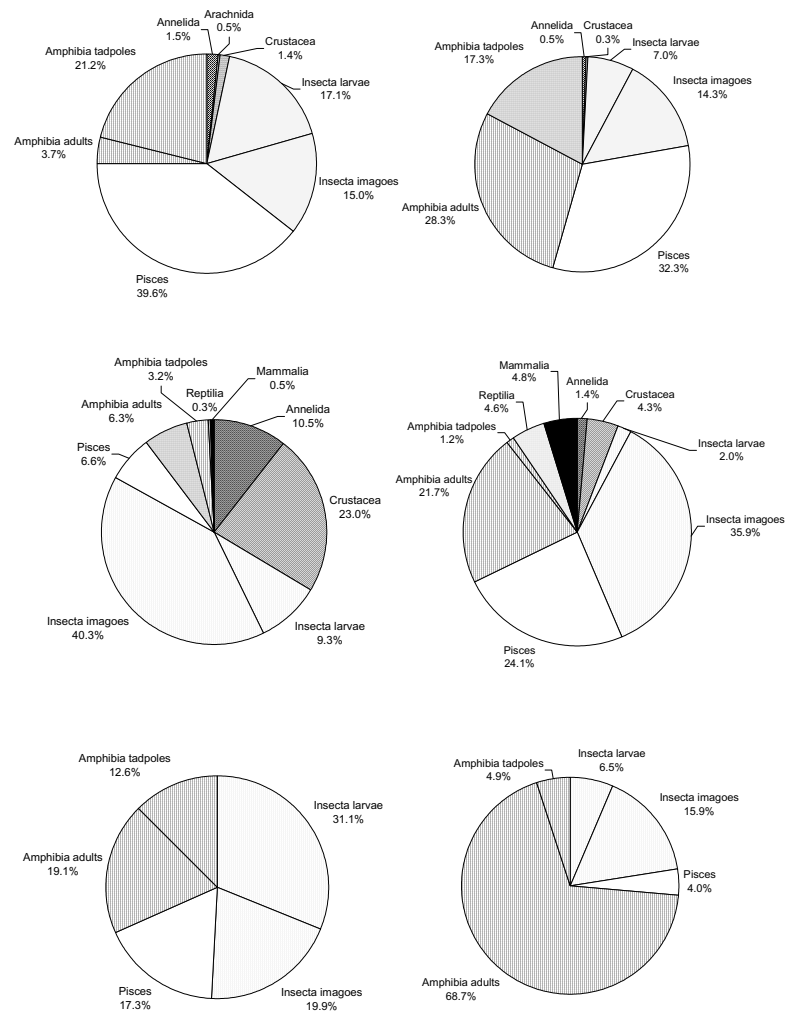 Arachnida
0.5%
Annelida
1.5%
Crustacea
1.4%
Amphibia tadpoles
21.2%
Insecta larvae
17.1%
Amphibia adults
3.7%
Insecta imagoes
15.0%
Pisces
39.6%
Annelida
0.5%
Crustacea
0.3%
Insecta larvae
7.0%
Amphibia tadpoles
17.3%
Insecta imagoes
14.3%
Amphibia adults
28.3%
Pisces
32.3%
Amphibia tadpoles
3.2%
Mammalia
0.5%
Reptilia
0.3%
Amphibia adults
6.3%
Annelida
10.5%
Pisces
6.6%
Crustacea
23.0%
Insecta imagoes
40.3%
Insecta larvae
9.3%
Mammalia
4.8%
Annelida
1.4%
Reptilia
4.6%
Crustacea
4.3%
Amphibia tadpoles
1.2%
Insecta larvae
2.0%
Amphibia adults
21.7%
Insecta imagoes
35.9%
Pisces
24.1%
Amphibia tadpoles
12.6%
Insecta larvae
31.1%
Amphibia adults
19.1%
Pisces
17.3%
Insecta imagoes
19.9%
Insecta larvae
6.5%
Amphibia tadpoles
4.9%
Insecta imagoes
15.9%
Pisces
4.0%
Amphibia adults
68.7%